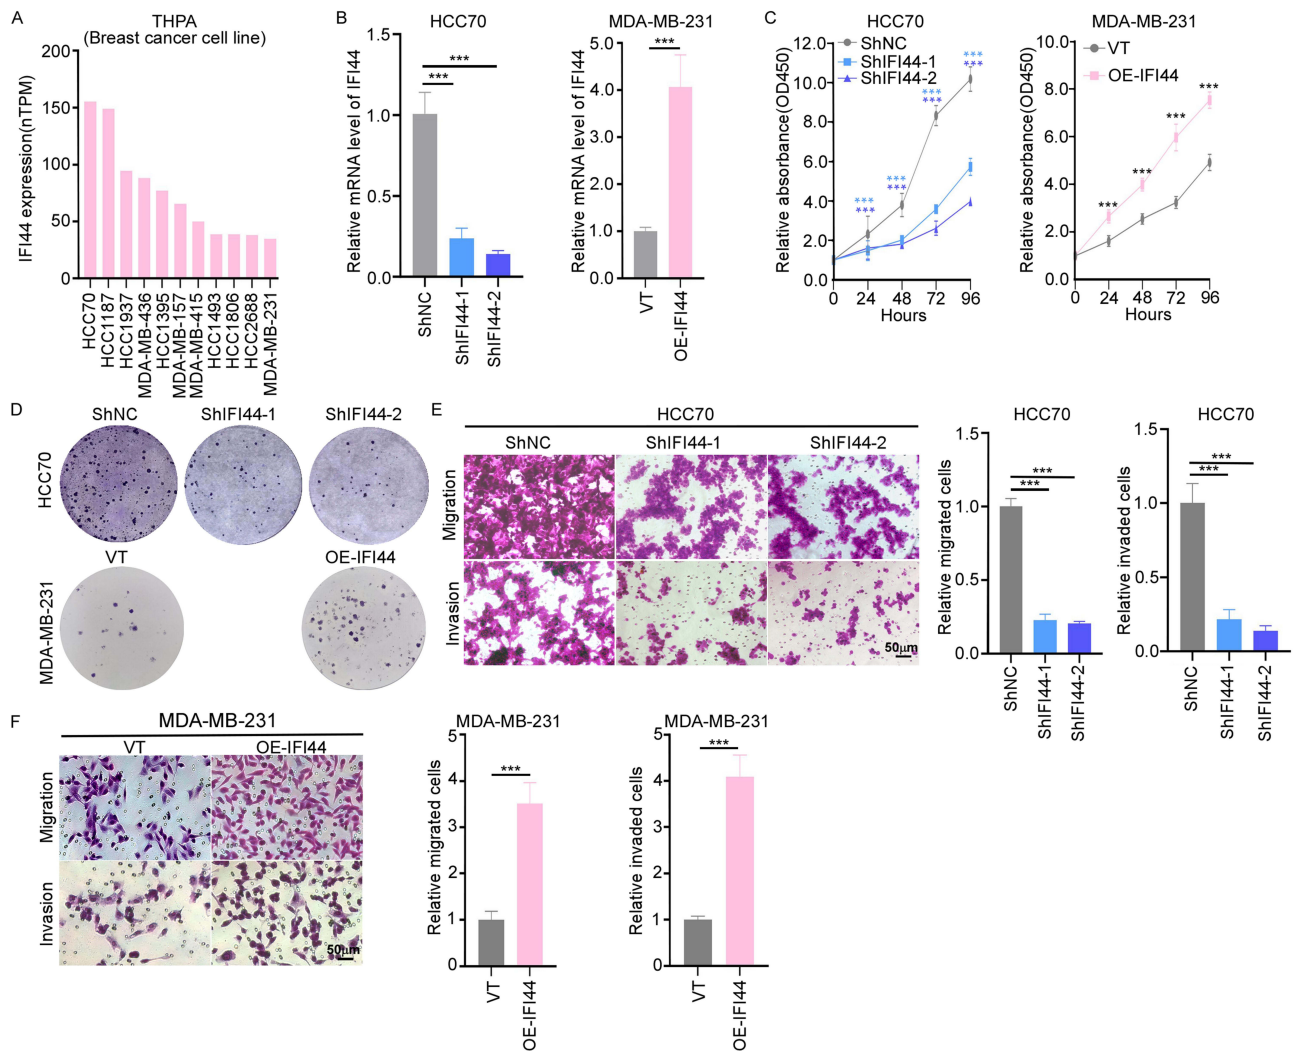 A
THPA
(Breast cancer cell line)
IFI44 expression(nTPM)
200
150
100
50
0
HCC70
HCC1187
HCC1937
MDA-MB-436
HCC1395
MDA-MB-157
MDA-MB-415
HCC1493
HCC1806
HCC2688
MDA-MB-231
B
HCC70
Relative mRNA level of IFI44
1.5
1.0
0.5
0.0
***
***
ShNC
ShIFI44-1
ShIFI44-2
MDA-MB-231
Relative mRNA level of IFI44
5.0
4.0
3.0
2.0
1.0
0.0
***
VT
OE-IFI44
C
HCC70
Relative absorbance(OD450)
12.0
10.0
8.0
6.0
4.0
2.0
0.0
ShNC
ShIFI44-1
ShIFI44-2
***
***
***
***
***
***
***
***
0 24 48 72 96
Hours
MDA-MB-231
Relative absorbance(OD450)
10.0
8.0
6.0
4.0
2.0
0.0
VT
OE-IFI44
***
***
***
***
0 24 48 72 96
Hours
D
ShNC ShIFI44-1 ShIFI44-2
HCC70
VT OE-IFI44
MDA-MB-231
E
HCC70
ShNC ShIFI44-1 ShIFI44-2
Migration
Invasion
50μm
HCC70
Relative migrated cells
1.5
1.0
0.5
0.0
***
***
ShNC
ShIFI44-1
ShIFI44-2
HCC70
Relative invaded cells
1.5
1.0
0.5
0.0
***
***
ShNC
ShIFI44-1
ShIFI44-2
F
MDA-MB-231
VT OE-IFI44
Migration
Invasion
50μm
MDA-MB-231
Relative migrated cells
5
4
3
2
1
0
***
VT
OE-IFI44
MDA-MB-231
Relative invaded cells
5
4
3
2
1
0
***
VT
OE-IFI44